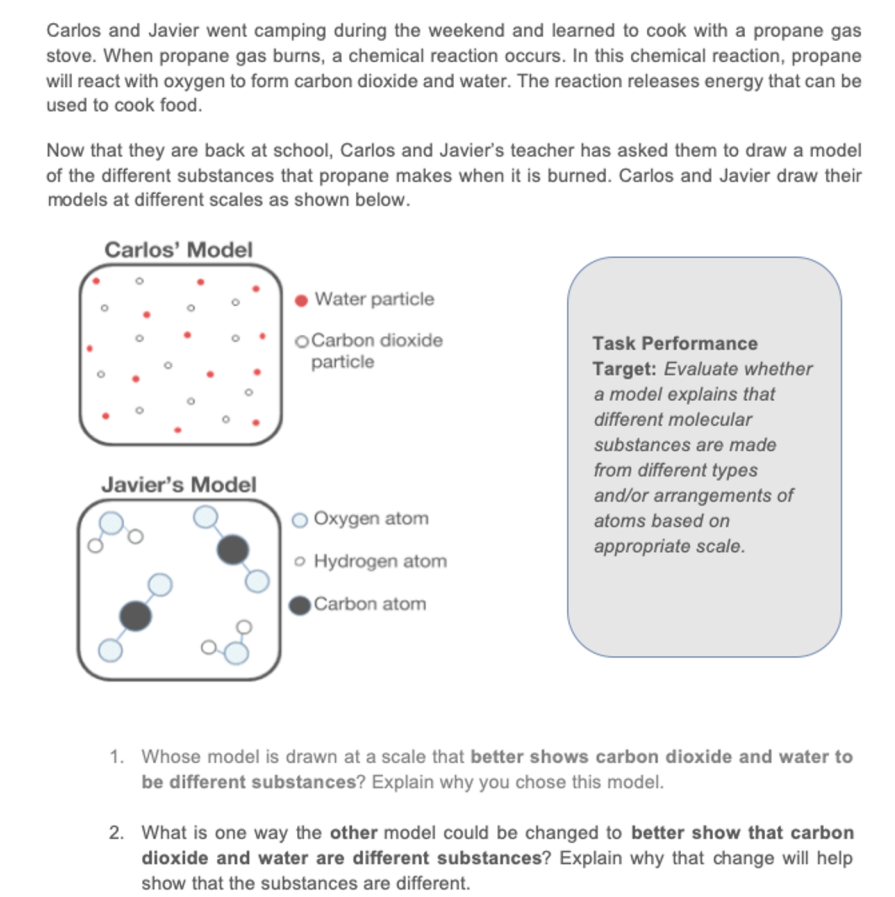 Carlos and Javier went camping during the weekend and learned to cook with a propane gas
stove. When propane gas burns, a chemical reaction occurs. In this chemical reaction, propane
will react with oxygen to form carbon dioxide and water. The reaction releases energy that can be
used to cook food.
Now that they are back at school, Carlos and Javier's teacher has asked them to draw a model
of the different substances that propane makes when it is burned. Carlos and Javier draw their
models at different scales as shown below.
Carlos' Model
Water particle
Carbon dioxide
particle
Javier's Model
Oxygen atom
Hydrogen atom
Carbon atom
Task Performance
Target: Evaluate whether
a model explains that
different molecular
substances are made
from different types
and/or arrangements of
atoms based on
appropriate scale.
1. Whose model is drawn at a scale that better shows carbon dioxide and water to
be different substances? Explain why you chose this model.
2. What is one way the other model could be changed to better show that carbon
dioxide and water are different substances? Explain why that change will help
show that the substances are different.